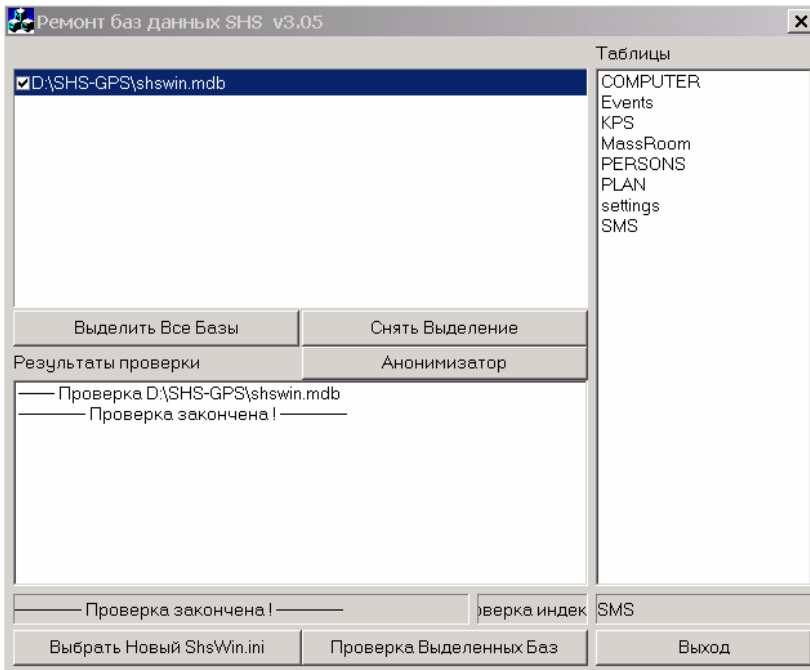 Ремонт баз данных SHS v3.05
Таблицы
D:\SHS-GPS\shswin.mdb
COMPUTER
Events
KPS
MassRoom
PERSONS
PLAN
settings
SMS
Выделить Все Базы
Снять Выделение
Результаты проверки
Анонимизатор
—— Проверка D:\SHS-GPS\shswin.mdb
———— Проверка закончена ! ————
———— Проверка закончена ! ————
оверка индек
SMS
Выбрать Новый ShsWin.ini
Проверка Выделенных Баз
Выход